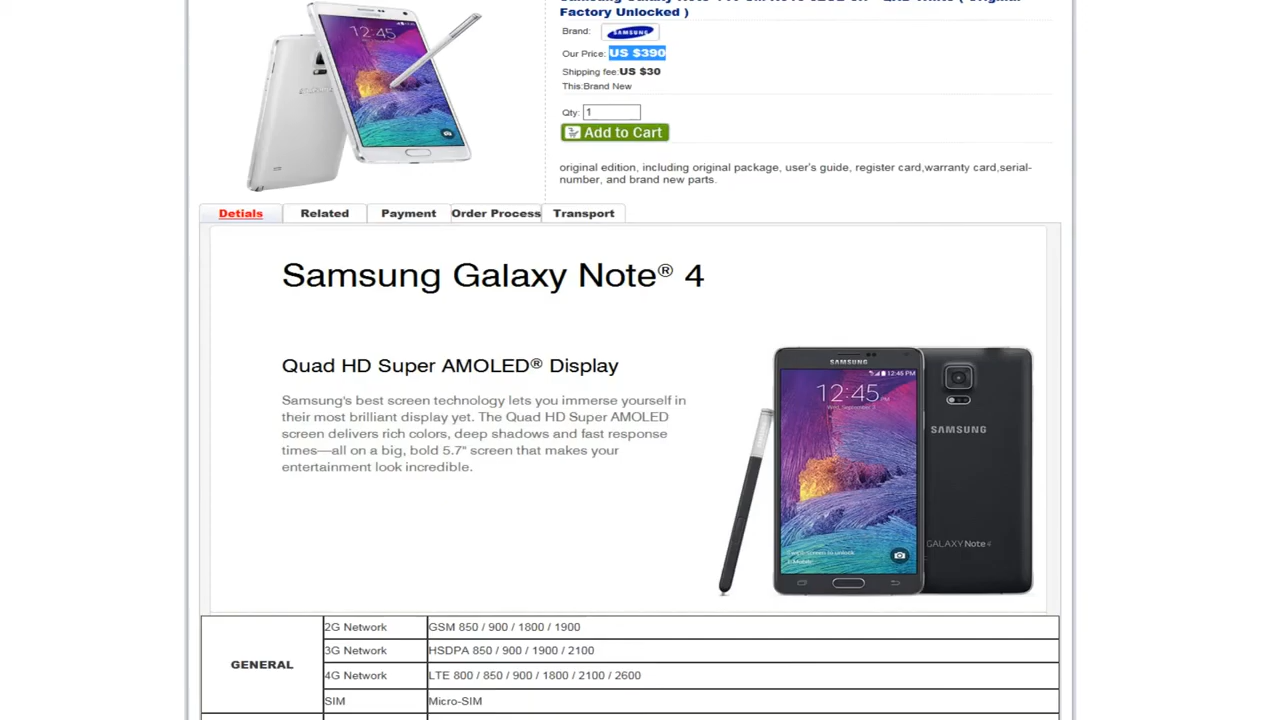 Factory Unlocked )
Brand: SAMSUNG
Our Price: US $390
Shipping fee:US $30
This:Brand New
Qty: 1
Add to Cart
original edition, including original package, user's guide, register card,warranty card,serial-
number, and brand new parts.
Detials Related Payment Order Process Transport
Samsung Galaxy Note® 4
Quad HD Super AMOLED® Display
Samsung's best screen technology lets you immerse yourself in
their most brilliant display yet. The Quad HD Super AMOLED
screen delivers rich colors, deep shadows and fast response
times—all on a big, bold 5.7" screen that makes your
entertainment look incredible.
12:45
SAMSUNG
12:45 PM
12:45
SAMSUNG
GALAXY Note 4
GENERAL
2G Network GSM 850 / 900 / 1800 / 1900
3G Network HSDPA 850 / 900 / 1900 / 2100
4G Network LTE 800 / 850 / 900 / 1800 / 2100 / 2600
SIM Micro-SIM